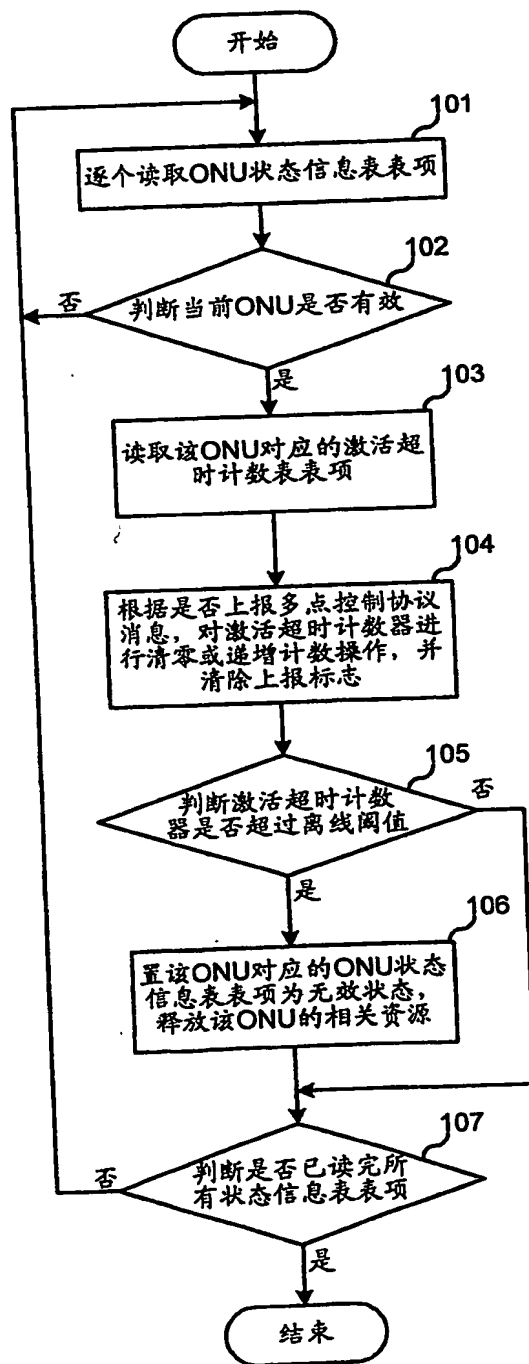 开始
101
逐个读取ONU状态信息表表项
102
否
判断当前ONU是否有效
是
103
读取该ONU对应的激活超
时计数表表项
104
根据是否上报多点控制协议
消息，对激活超时计数器进
行清零或递增计数操作，并
清除上报标志
105
判断激活超时计数
器是否超过离线阈值
否
是
106
置该ONU对应的ONU状态
信息表表项为无效状态，
释放该ONU的相关资源
107
否
判断是否已读完所
有状态信息表表项
是
结束